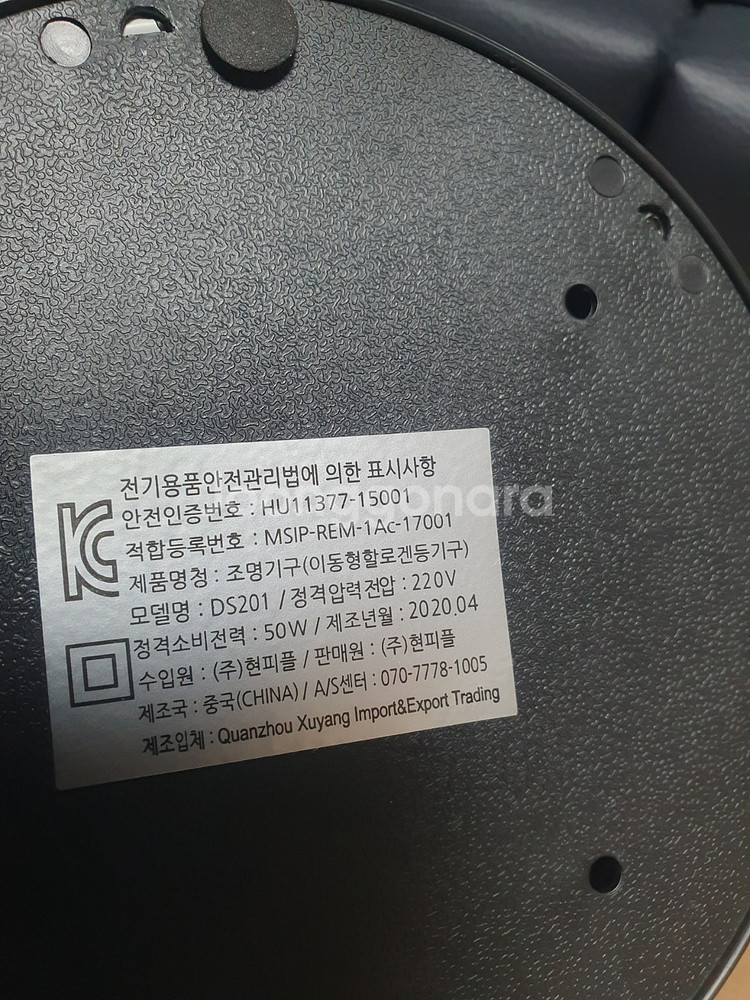 전기용품안전관리법에 의한 표시사항
안전인증번호 : HU11377-15001
적합등록번호 : MSIP-REM-1Ac-17001
제품명청 : 조명기구(이동형할로겐등기구)
모델명 : DS201 / 정격압력전압 : 220V
정격소비전력 : 50W / 제조년월 : 2020.04
수입원 : (주)현피플 / 판매원 : (주)현피플
제조국 : 중국(CHINA) / A/S센터 : 070-7778-1005
제조입체 : Quanzhou Xuyang Import&Export Trading